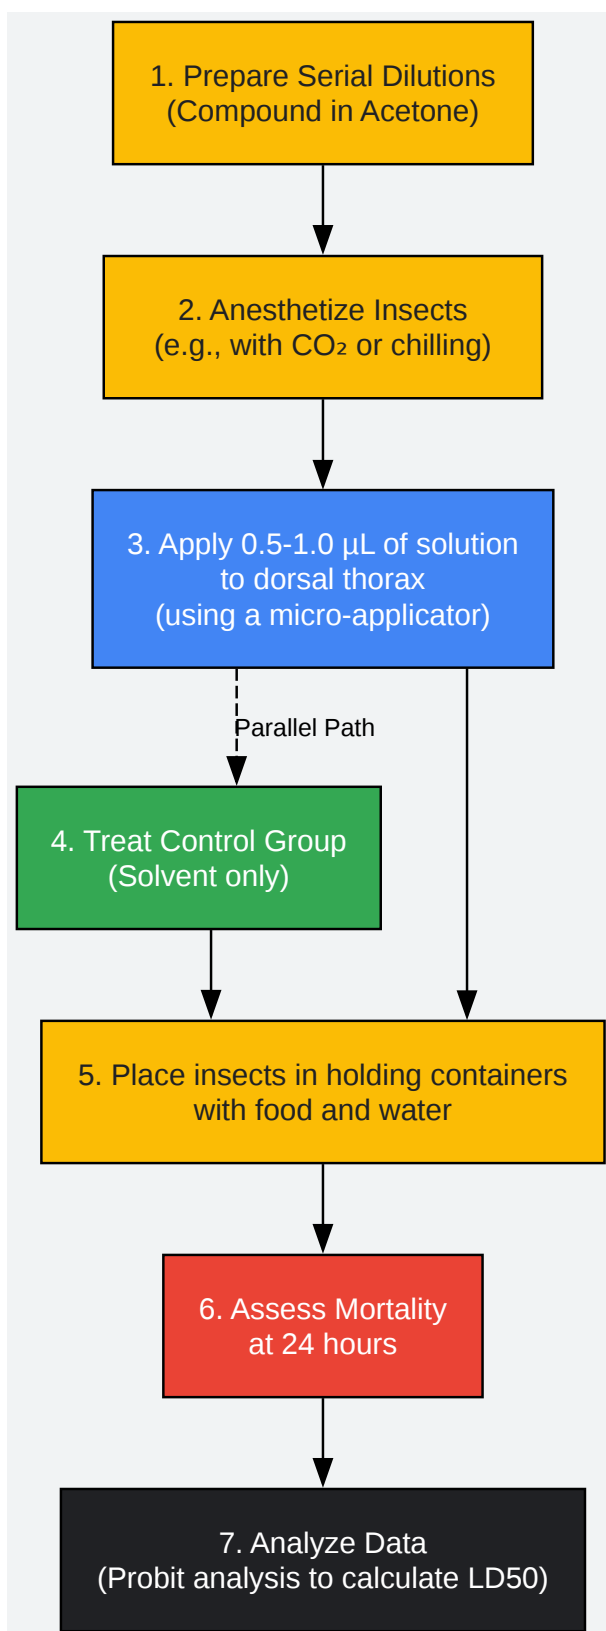 1. Prepare Serial Dilutions
(Compound in Acetone)
2. Anesthetize Insects
(e.g., with CO₂ or chilling)
3. Apply 0.5-1.0 µL of solution
to dorsal thorax
(using a micro-applicator)
Parallel Path
4. Treat Control Group
(Solvent only)
5. Place insects in holding containers
with food and water
6. Assess Mortality
at 24 hours
7. Analyze Data
(Probit analysis to calculate LD50)